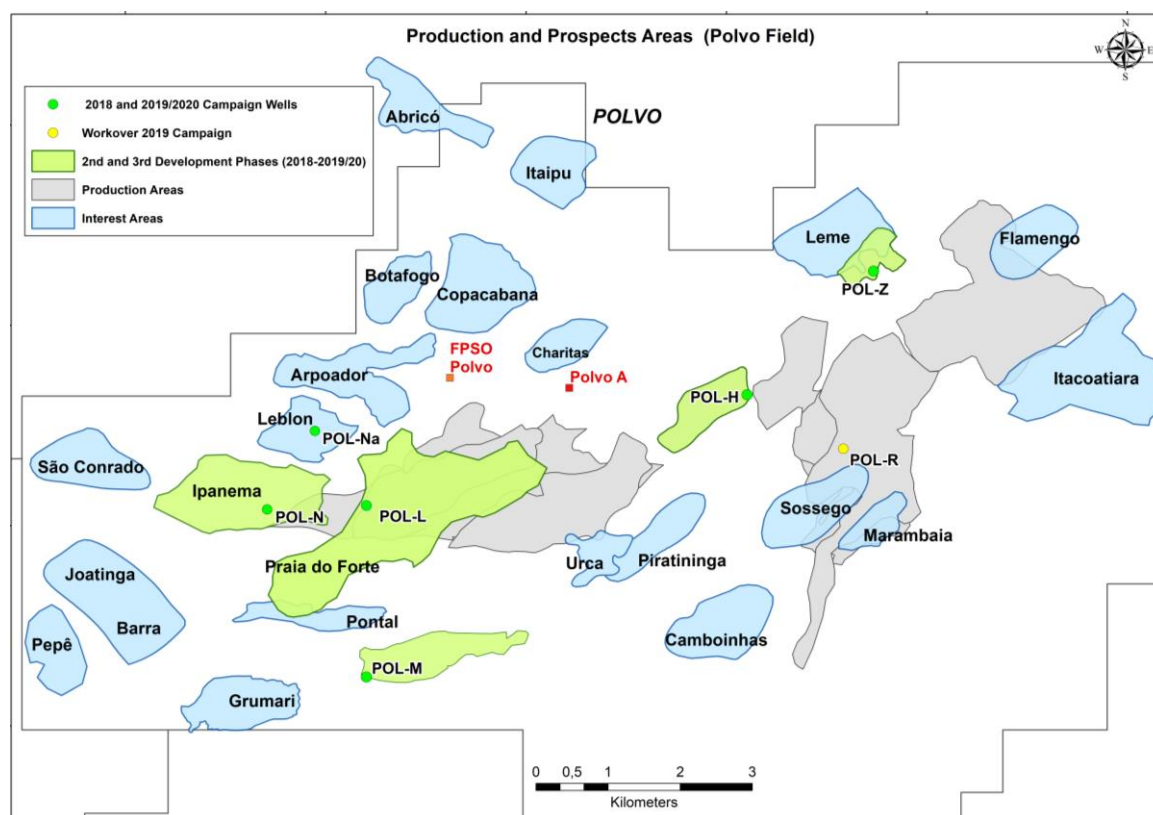 Production and Prospects Areas (Polvo Field)
N
W E
S
2018 and 2019/2020 Campaign Wells
Workover 2019 Campaign
2nd and 3rd Development Phases (2018-2019/20)
Production Areas
Interest Areas
Abricó
POLVO
Itaipu
Leme
Flamengo
Botafogo
Copacabana
POL-Z
FPSO
Polvo
Charitas
Arpoador
Polvo A
Itacoatiara
POL-H
Leblon
POL-Na
São Conrado
POL-R
Ipanema
POL-N
POL-L
Sossego
Marambaia
Praia do Forte
Urca
Piratininga
Joatinga
Barra
Pontal
Pepê
Camboinhas
POL-M
Grumari
0 0,5 1 2 3
Kilometers